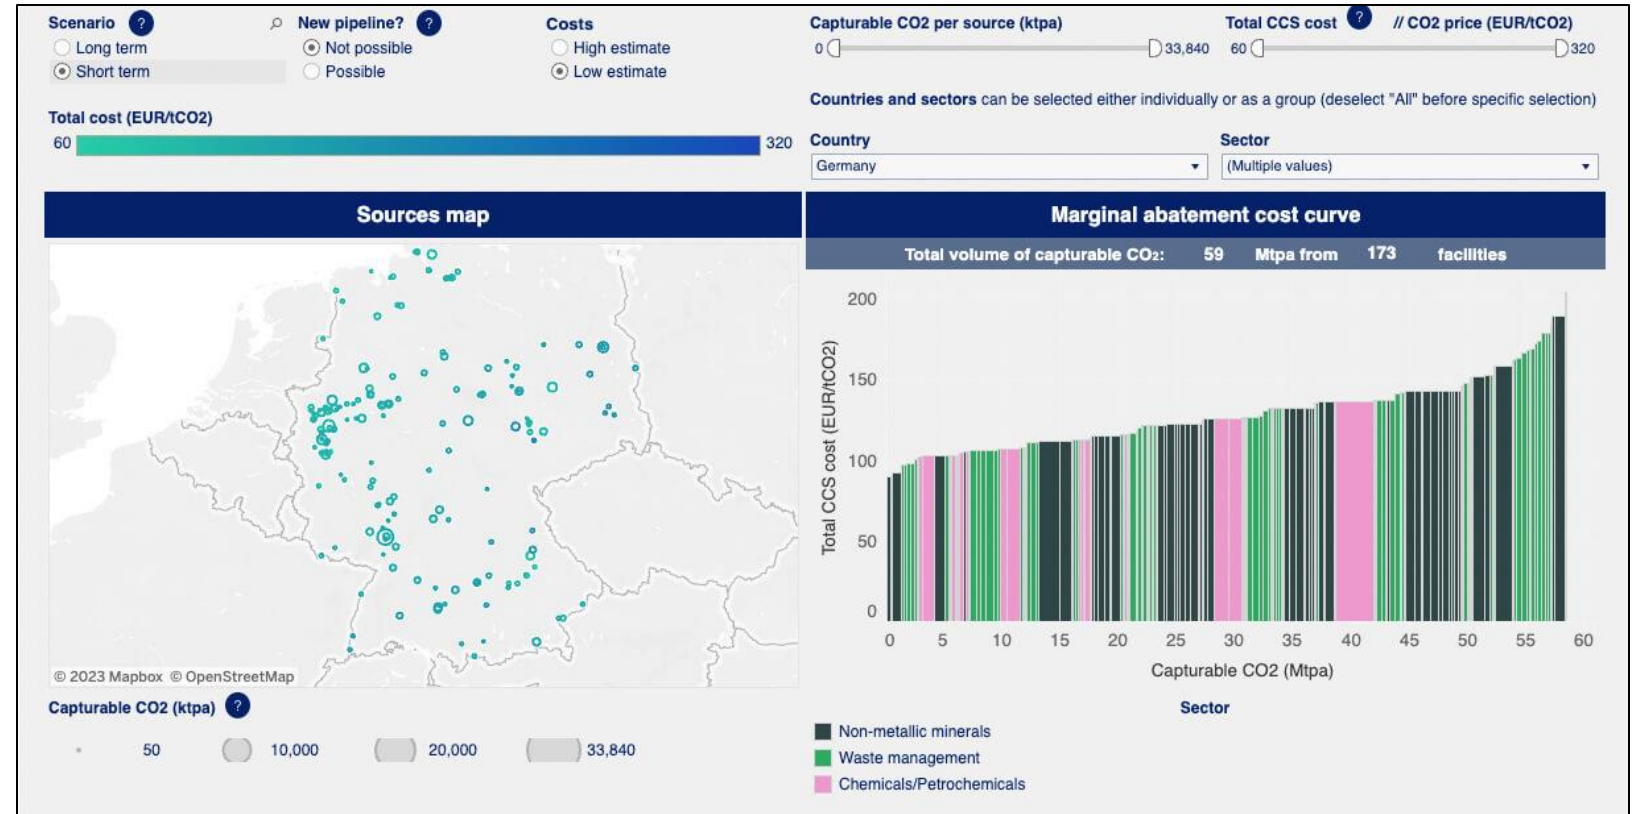 Scenario ?
Long term
Short term
New pipeline? ?
Not possible
Possible
Costs
High estimate
Low estimate
Capturable CO2 per source (ktpa)
0 33,840
Total CCS cost ? // CO2 price (EUR/tCO2)
60 320
Countries and sectors can be selected either individually or as a group (deselect "All" before specific selection)
Total cost (EUR/tCO2)
60 320
Country
Germany
Sector
(Multiple values)
Sources map
© 2023 Mapbox © OpenStreetMap
Capturable CO2 (ktpa) ?
50 10,000 20,000 33,840
Marginal abatement cost curve
Total volume of capturable CO2: 59 Mtpa from 173 facilities
Total CCS cost (EUR/tCO2)
200
150
100
50
0
0 5 10 15 20 25 30 35 40 45 50 55 60
Capturable CO2 (Mtpa)
Sector
Non-metallic minerals
Waste management
Chemicals/Petrochemicals